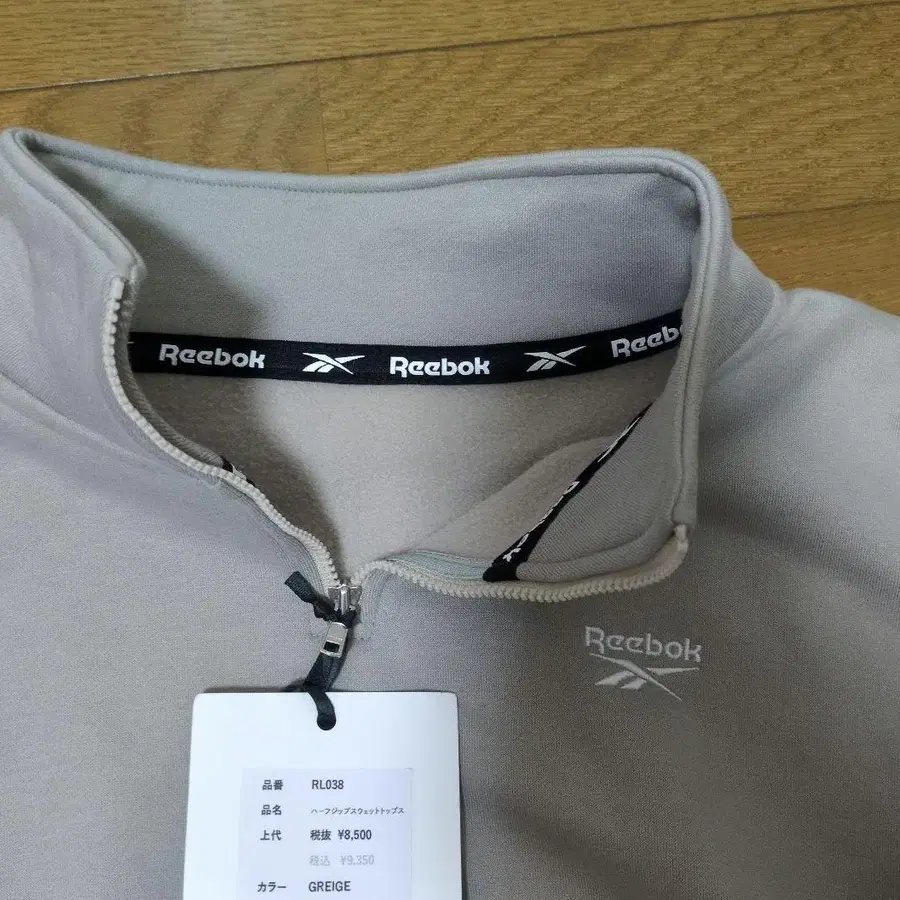 Reebok Reebok Reeb
Reebok
Reebok
品番 RL038
品名 ハーフジップスウェットトップス
上代 税抜 ¥8,500
税込 ¥9,350
カラー GREIGE